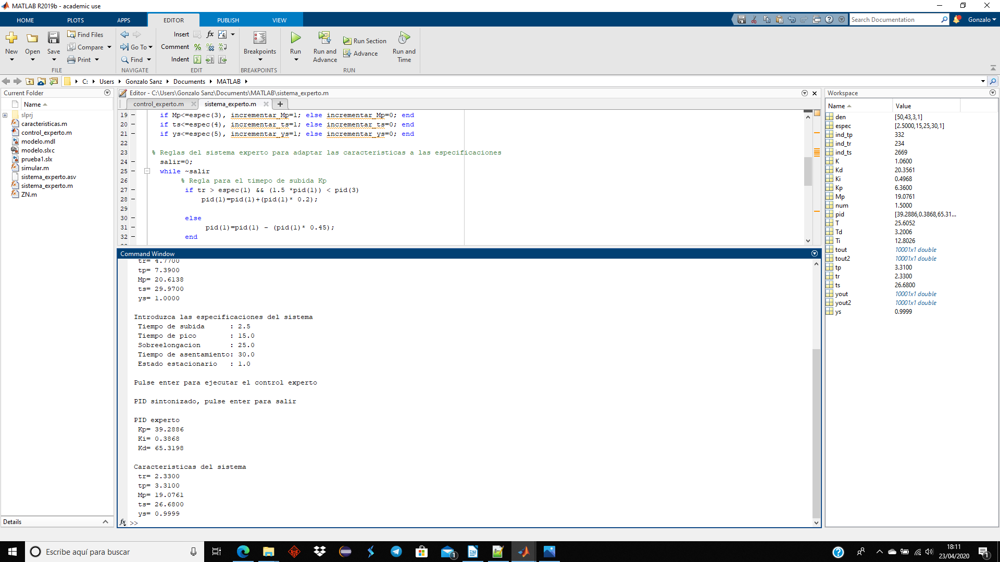 MATLAB R2019b - academic use
HOME PLOTS APPS EDITOR PUBLISH VIEW
Search Documentation
Gonzalo
New
Open
Save
Find Files
Compare
Print
FILE
Go To
Find
NAVIGATE
Insert
Comment
Indent
EDIT
Breakpoints
BREAKPOINTS
Run
Run and
Advance
Run Section
Advance
Run and
Time
RUN
C: Users Gonzalo Sanz Documents MATLAB
Current Folder
Name
slprj
caracteristicas.m
control_experto.m
modelo.mdl
modelo.slxc
prueba1.slx
simular.m
sistema_experto.asv
sistema_experto.m
ZN.m
Details
Editor - C:\Users\Gonzalo Sanz\Documents\MATLAB\sistema_experto.m
control_experto.m
sistema_experto.m
19 if Mp<=espec(3), incrementar_Mp=1; else incrementar_Mp=0; end
20 if ts<=espec(4), incrementar_ts=1; else incrementar_ts=0; end
21 if ys<=espec(5), incrementar_ys=1; else incrementar_ys=0; end
22
23 % Reglas del sistema experto para adaptar las caracteristicas a las especificaciones
24 salir=0;
25 while ~salir
26 % Regla para el timepo de subida Kp
27 if tr > espec(1) && (1.5 *pid(1)) < pid(3)
28 pid(1)=pid(1)+(pid(1)* 0.2);
29
30 else
31 pid(1)=pid(1) - (pid(1)* 0.45);
32 end
Command Window
tr= 4.7700
tp= 7.3900
Mp= 20.6138
ts= 29.9700
ys= 1.0000
Introduzca las especificaciones del sistema
Tiempo de subida : 2.5
Tiempo de pico : 15.0
Sobreelongacion : 25.0
Tiempo de asentamiento: 30.0
Estado estacionario : 1.0
Pulse enter para ejecutar el control experto
PID sintonizado, pulse enter para salir
PID experto
Kp= 39.2886
Ki= 0.3868
Kd= 65.3198
Caracteristicas del sistema
tr= 2.3300
tp= 3.3100
Mp= 19.0761
ts= 26.6800
ys= 0.9999
fx >>
Workspace
Name Value
den [50,43,3,1]
espec [2.5000,15,25,30,1]
ind_tp 332
ind_tr 234
ind_ts 2669
K 1.0600
Kd 20.3561
Ki 0.4968
Kp 6.3600
Mp 19.0761
num 1.5000
pid [39.2886,0.3868,65.31...
T 25.6052
Td 3.2006
Ti 12.8026
tout 10001x1 double
tout2 10001x1 double
tp 3.3100
tr 2.3300
ts 26.6800
yout 10001x1 double
yout2 10001x1 double
ys 0.9999
Escribe aquí para buscar
18:11
23/04/2020